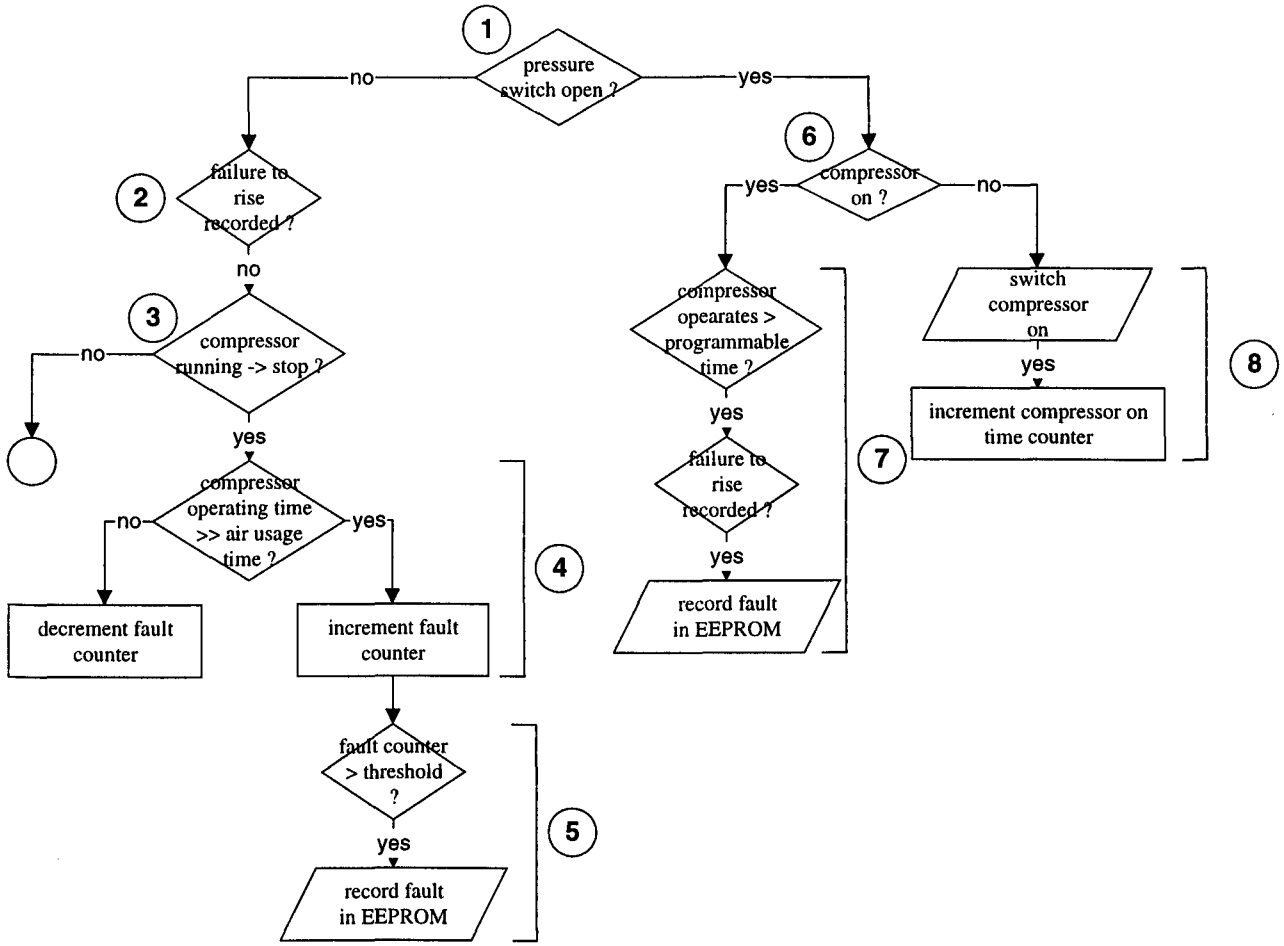 1
pressure
switch open ?
no
yes
2
failure to
rise
recorded ?
no
3
compressor
running -> stop ?
no
yes
compressor
operating time
>> air usage
time ?
no
yes
4
decrement fault
counter
increment fault
counter
fault counter
> threshold
?
yes
5
record fault
in EEPROM
6
compressor
on ?
yes
no
compressor
opearates >
programmable
time ?
yes
failure to
rise
recorded ?
yes
7
record fault
in EEPROM
switch
compressor
on
yes
increment compressor on
time counter
8